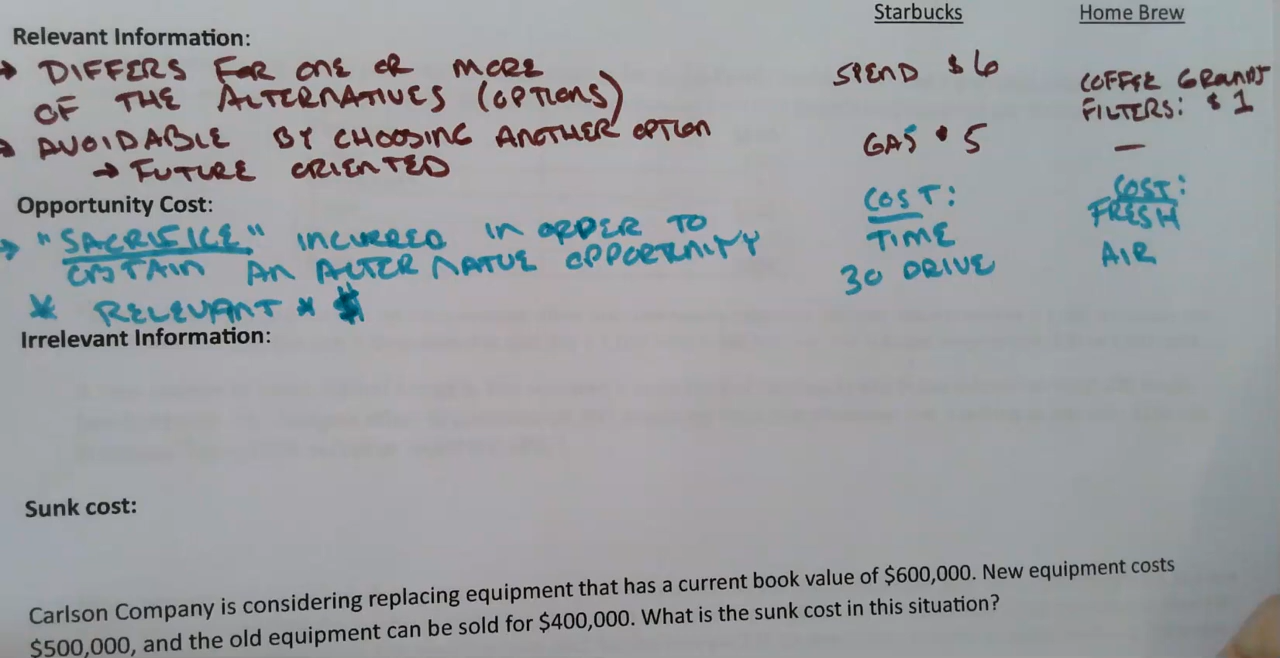 Starbucks Home Brew
Relevant Information:
→ DIFFERS FOR ONE OR MORE
OF THE ALTERNATIVES (OPTIONS)
SPEND $6
COFFEE GROUNDS
FILTERS: $1
→ AVOIDABLE BY CHOOSING ANOTHER OPTION
→ FUTURE ORIENTED
GAS $5 —
Opportunity Cost:
→ "SACRIFICE" INCURRED IN ORDER TO
OBTAIN AN ALTERNATIVE OPPORTUNITY
* RELEVANT * $
COST:
TIME
30 DRIVE
COST:
FRESH
AIR
Irrelevant Information:
Sunk cost:
Carlson Company is considering replacing equipment that has a current book value of $600,000. New equipment costs
$500,000, and the old equipment can be sold for $400,000. What is the sunk cost in this situation?